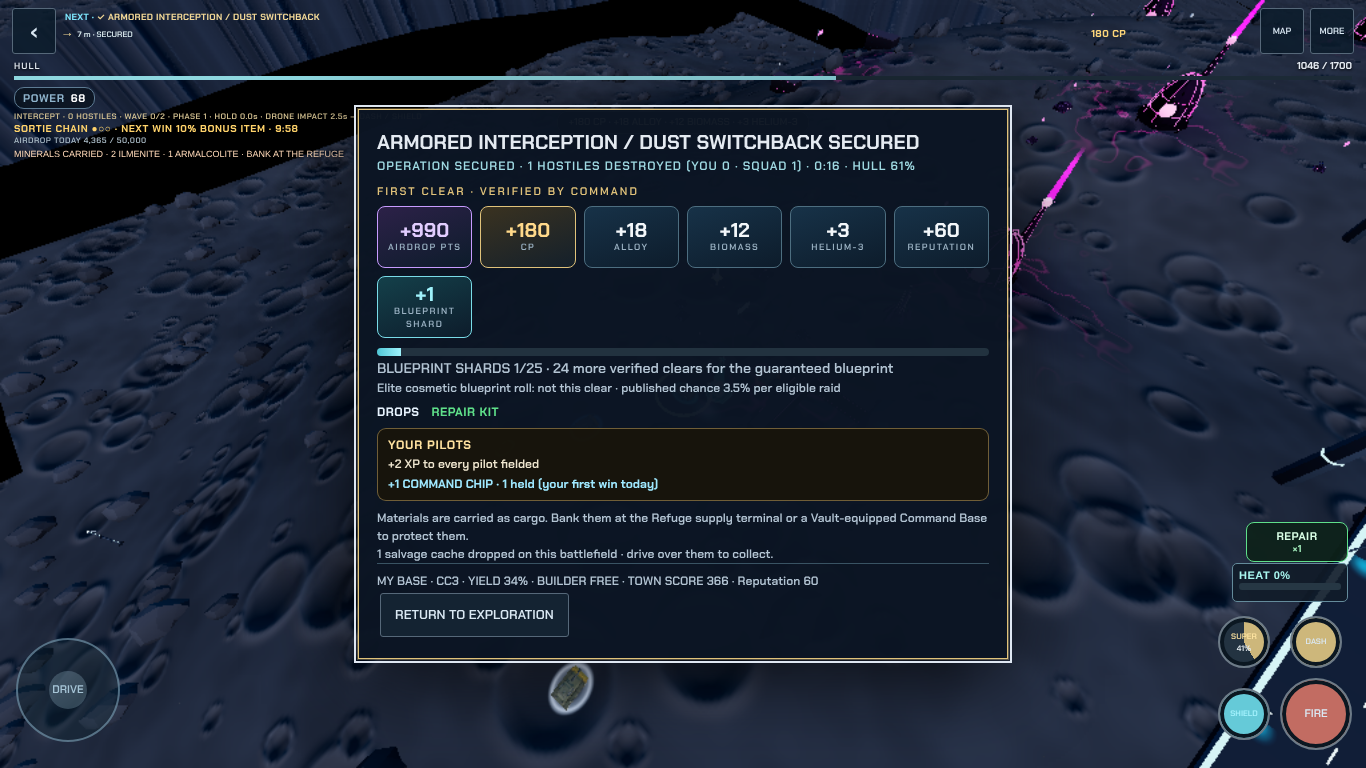 ‹
NEXT · ✓ ARMORED INTERCEPTION / DUST SWITCHBACK
→ 7 m · SECURED
180 CP
MAP
MORE
HULL
1046 / 1700
POWER 68
INTERCEPT · 0 HOSTILES · WAVE 0/2 · PHASE 1 · HOLD 0.0s · DRONE IMPACT 2.5s
SORTIE CHAIN ●○○ · NEXT WIN 10% BONUS ITEM · 9:58
AIRDROP TODAY 4,365 / 50,000
MINERALS CARRIED · 2 ILMENITE · 1 ARMALCOLITE · BANK AT THE REFUGE
ARMORED INTERCEPTION / DUST SWITCHBACK SECURED
OPERATION SECURED · 1 HOSTILES DESTROYED (YOU 0 · SQUAD 1) · 0:16 · HULL 61%
FIRST CLEAR · VERIFIED BY COMMAND
+990
AIRDROP PTS
+180
CP
+18
ALLOY
+12
BIOMASS
+3
HELIUM-3
+60
REPUTATION
+1
BLUEPRINT
SHARD
BLUEPRINT SHARDS 1/25 · 24 more verified clears for the guaranteed blueprint
Elite cosmetic blueprint roll: not this clear · published chance 3.5% per eligible raid
DROPS REPAIR KIT
YOUR PILOTS
+2 XP to every pilot fielded
+1 COMMAND CHIP · 1 held (your first win today)
Materials are carried as cargo. Bank them at the Refuge supply terminal or a Vault-equipped Command Base
to protect them.
1 salvage cache dropped on this battlefield · drive over them to collect.
MY BASE · CC3 · YIELD 34% · BUILDER FREE · TOWN SCORE 366 · Reputation 60
RETURN TO EXPLORATION
REPAIR
×1
HEAT 0%
SUPER
41%
DASH
DRIVE
SHIELD
FIRE